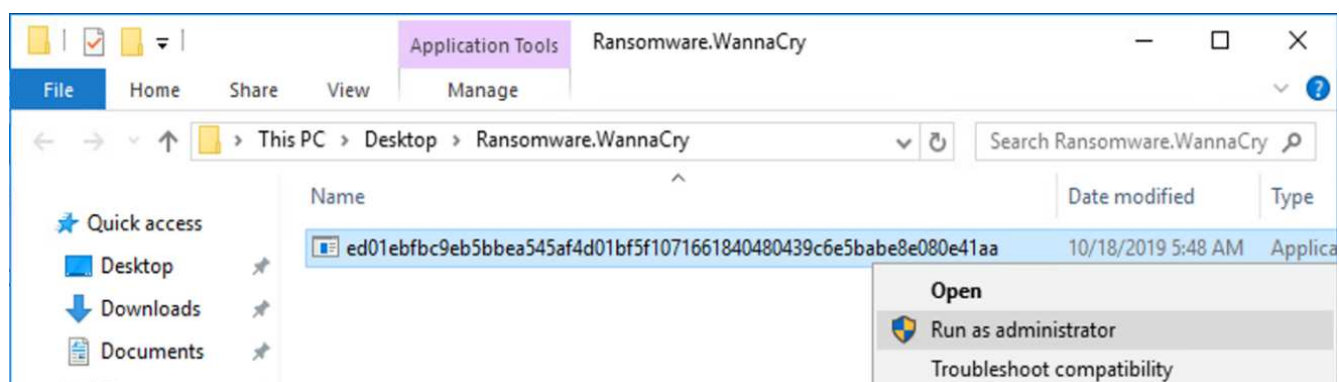 Application Tools Ransomware.WannaCry
File Home Share View Manage
This PC > Desktop > Ransomware.WannaCry Search Ransomware.WannaCry
Name Date modified Type
Quick access
ed01ebfbc9eb5bbea545af4d01bf5f1071661840480439c6e5babe8e080e41aa 10/18/2019 5:48 AM Applica
Desktop
Open
Downloads
Run as administrator
Documents
Troubleshoot compatibility